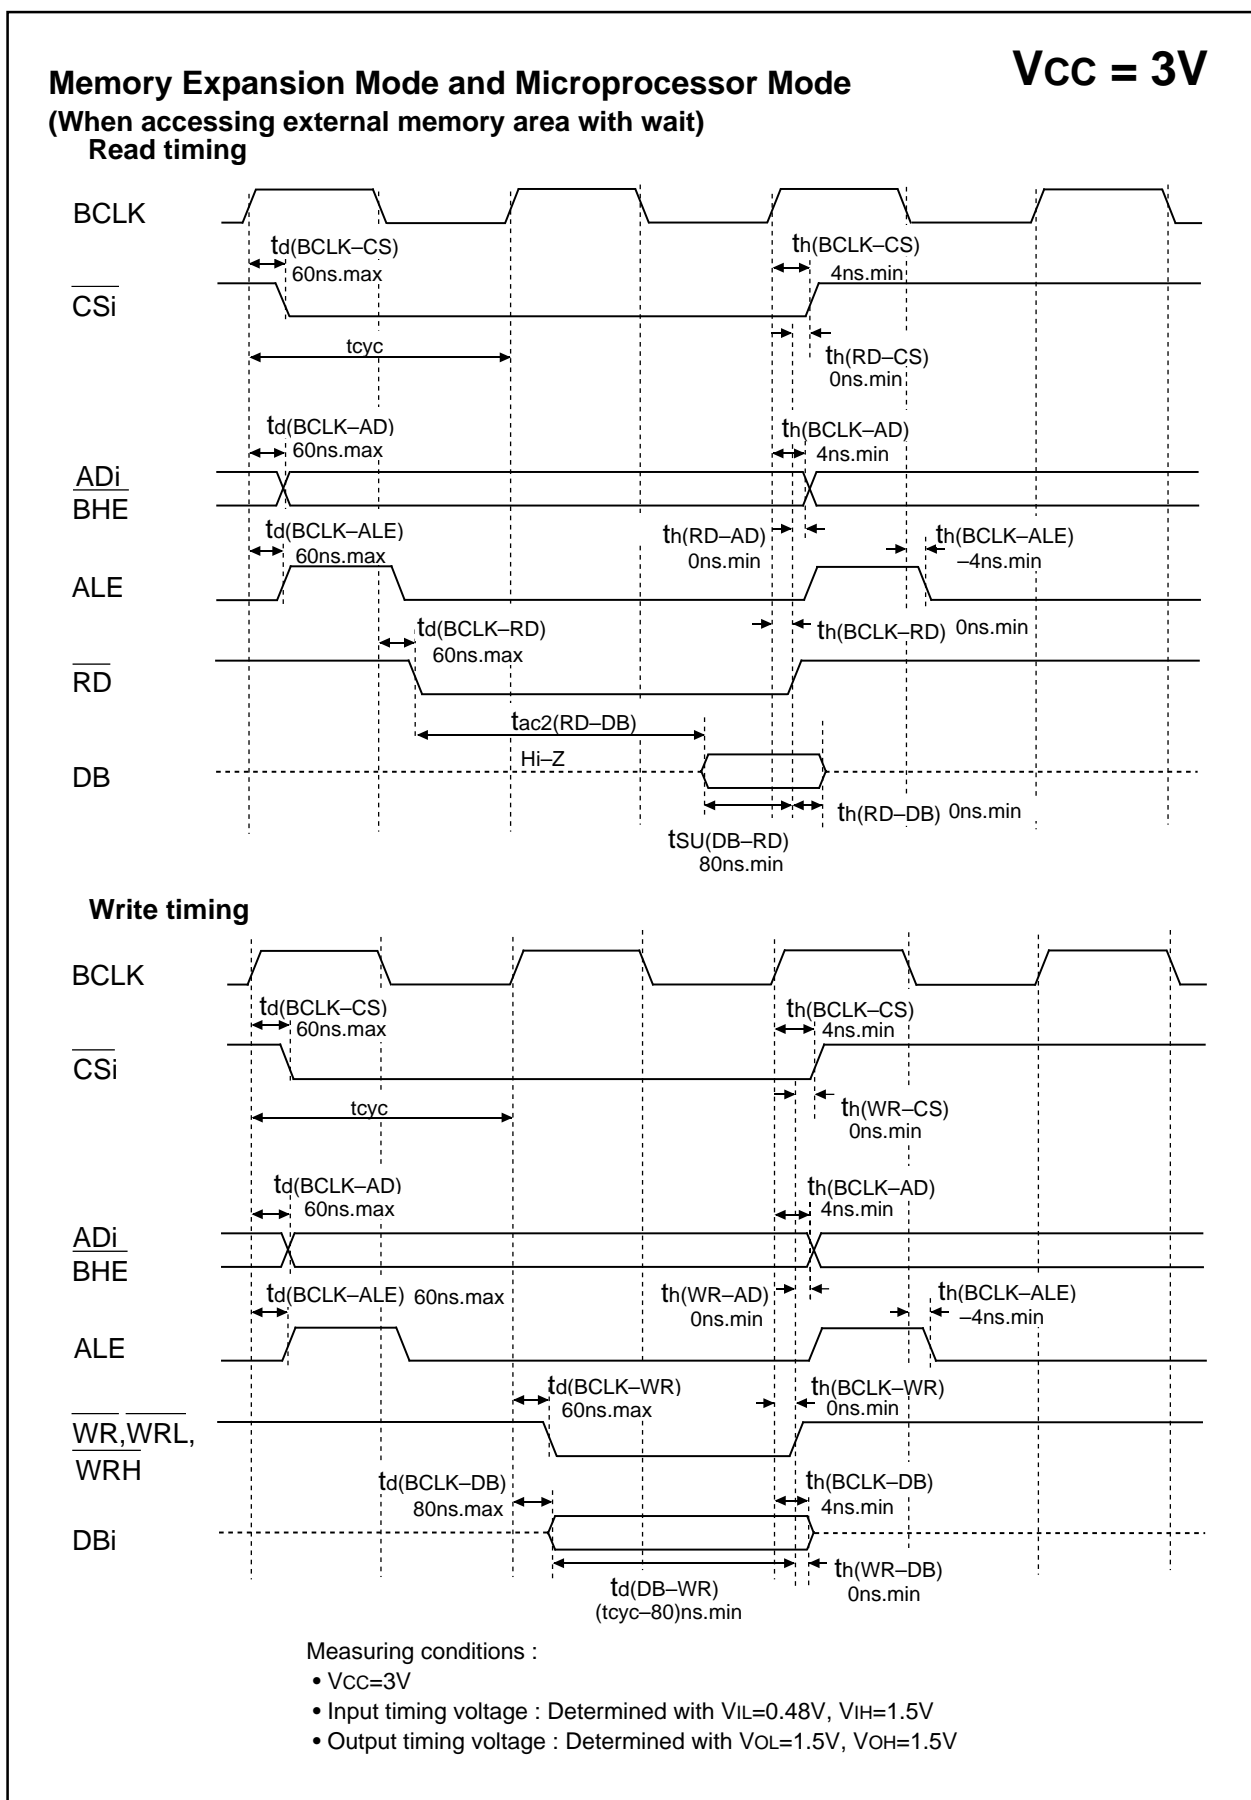 Memory Expansion Mode and Microprocessor Mode
VCC = 3V
(When accessing external memory area with wait)
Read timing
BCLK
td(BCLK–CS)
60ns.max
th(BCLK–CS)
4ns.min
CSi
tcyc
th(RD–CS)
0ns.min
td(BCLK–AD)
60ns.max
th(BCLK–AD)
4ns.min
ADi
BHE
td(BCLK–ALE)
60ns.max
th(RD–AD)
0ns.min
th(BCLK–ALE)
–4ns.min
ALE
td(BCLK–RD)
60ns.max
th(BCLK–RD) 0ns.min
RD
tac2(RD–DB)
Hi–Z
DB
th(RD–DB) 0ns.min
tSU(DB–RD)
80ns.min
Write timing
BCLK
td(BCLK–CS)
60ns.max
th(BCLK–CS)
4ns.min
CSi
tcyc
th(WR–CS)
0ns.min
td(BCLK–AD)
60ns.max
th(BCLK–AD)
4ns.min
ADi
BHE
td(BCLK–ALE) 60ns.max
th(WR–AD)
0ns.min
th(BCLK–ALE)
–4ns.min
ALE
td(BCLK–WR)
60ns.max
th(BCLK–WR)
0ns.min
WR,WRL,
WRH
td(BCLK–DB)
80ns.max
th(BCLK–DB)
4ns.min
DBi
td(DB–WR)
(tcyc–80)ns.min
th(WR–DB)
0ns.min
Measuring conditions :
• VCC=3V
• Input timing voltage : Determined with VIL=0.48V, VIH=1.5V
• Output timing voltage : Determined with VOL=1.5V, VOH=1.5V